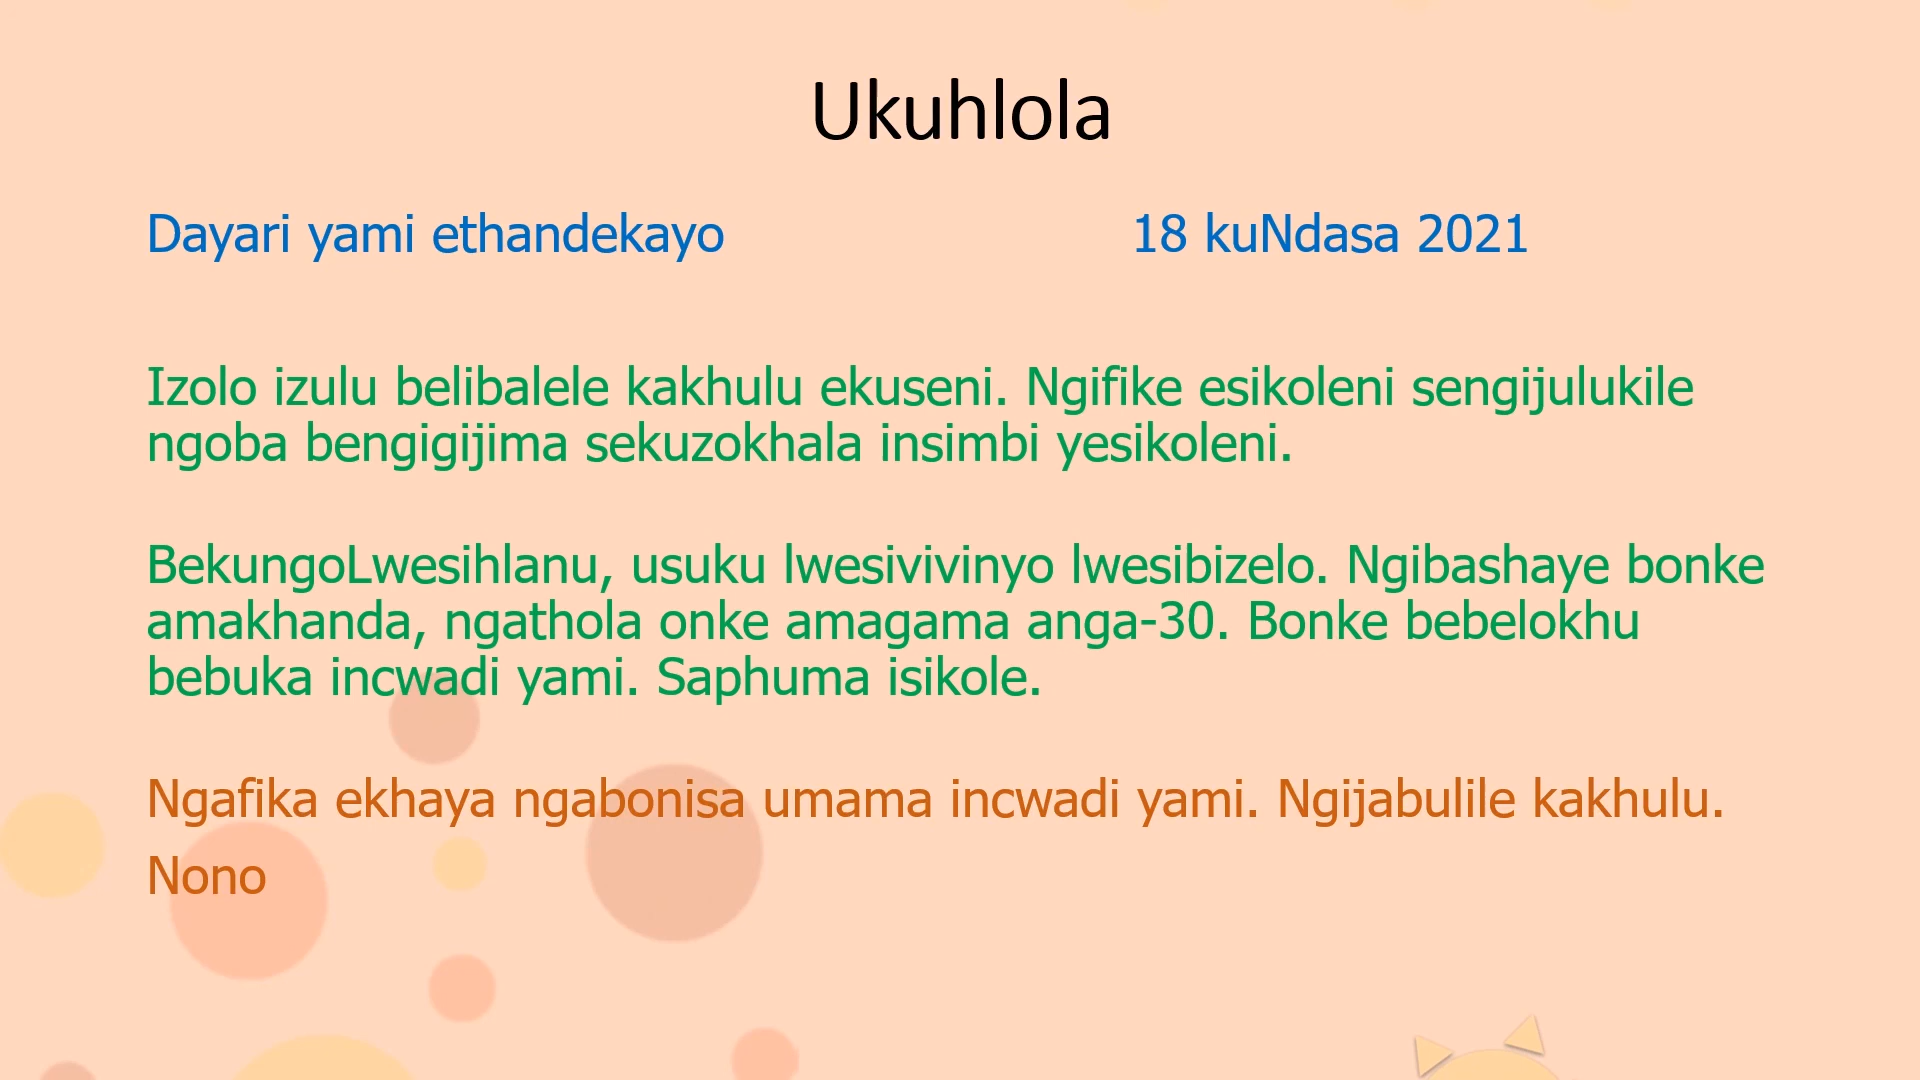 Ukuhlola
Dayari yami ethandekayo 18 kuNdasa 2021
Izolo izulu belibalele kakhulu ekuseni. Ngifike esikoleni sengijulukile
ngoba bengigijima sekuzokhala insimbi yesikoleni.
BekungoLwesihlanu, usuku lwesivivinyo lwesibizelo. Ngibashaye bonke
amakhanda, ngathola onke amagama anga-30. Bonke bebelokhu
bebuka incwadi yami. Saphuma isikole.
Ngafika ekhaya ngabonisa umama incwadi yami. Ngijabulile kakhulu.
Nono